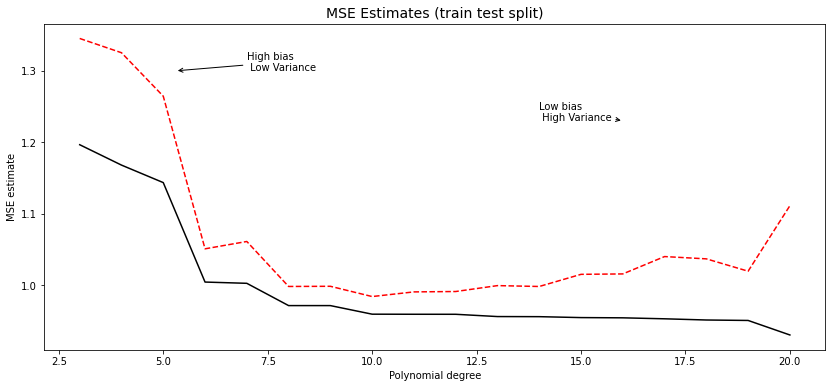 MSE Estimates (train test split)
MSE estimate
1.3
1.2
1.1
1.0
High bias
Low Variance
Low bias
High Variance
2.5
5.0
7.5
10.0
12.5
15.0
17.5
20.0
Polynomial degree